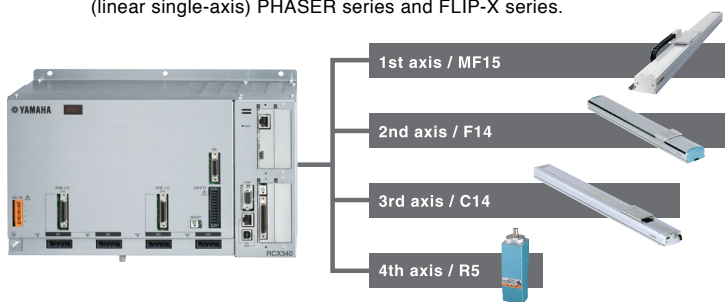 (linear single-axis) PHASER series and FLIP-X series.
YAMAHA
RCX340
1st axis / MF15
2nd axis / F14
3rd axis / C14
4th axis / R5